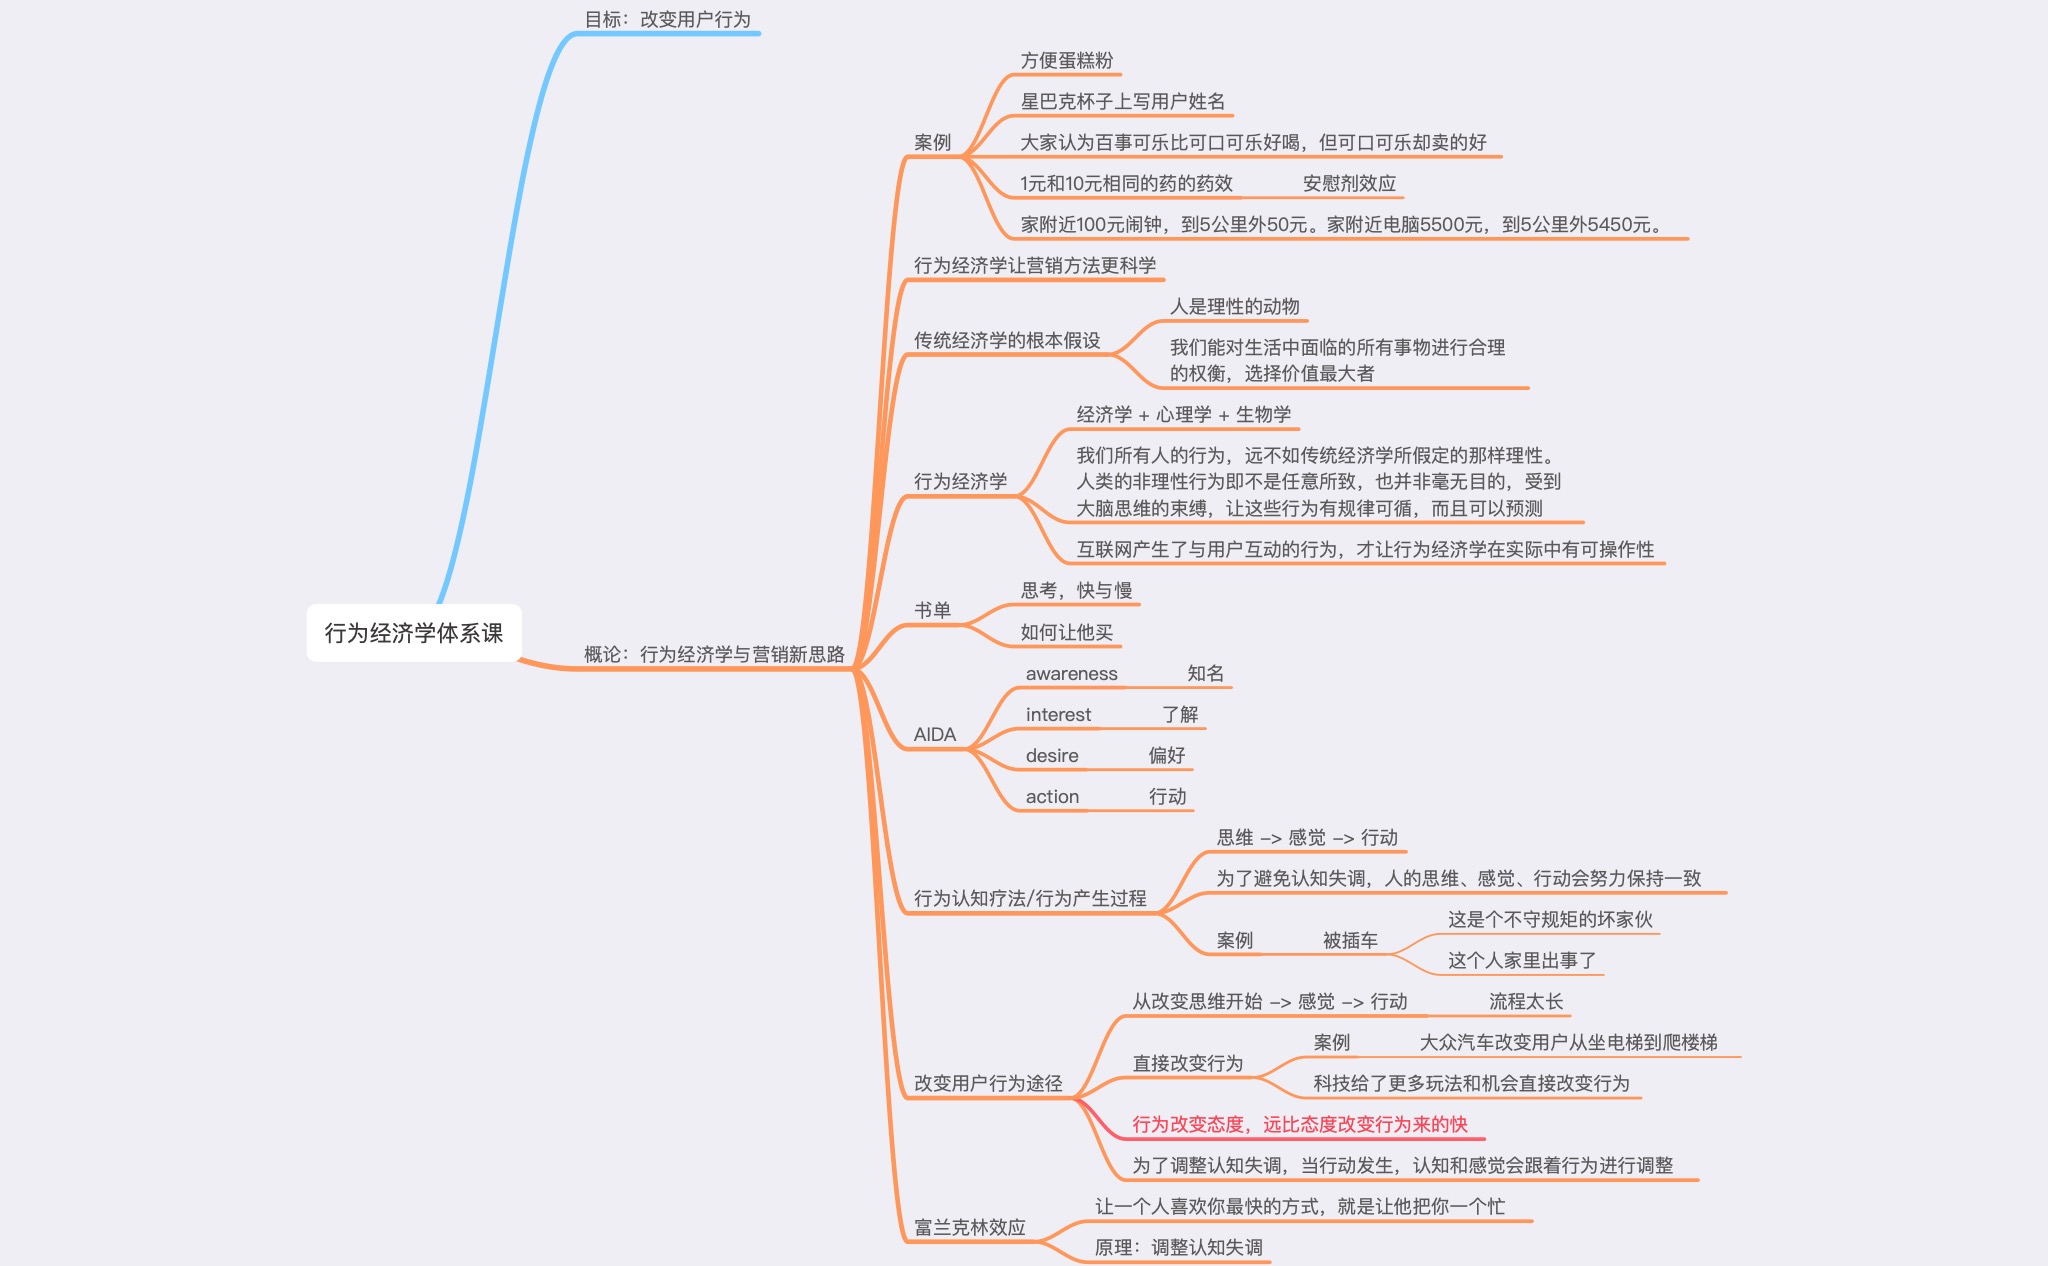 目标：改变用户行为
方便蛋糕粉
星巴克杯子上写用户姓名
案例
大家认为百事可乐比可口可乐好喝，但可口可乐却卖的好
1元和10元相同的药的药效
安慰剂效应
家附近100元闹钟，到5公里外50元。家附近电脑5500元，到5公里外5450元。
行为经济学让营销方法更科学
人是理性的动物
传统经济学的根本假设
我们能对生活中面临的所有事物进行合理
的权衡，选择价值最大者
经济学 + 心理学 + 生物学
行为经济学
我们所有人的行为，远不如传统经济学所假定的那样理性。
人类的非理性行为即不是任意所致，也并非毫无目的，受到
大脑思维的束缚，让这些行为有规律可循，而且可以预测
互联网产生了与用户互动的行为，才让行为经济学在实际中有可操作性
思考，快与慢
书单
如何让他买
行为经济学体系课
概论：行为经济学与营销新思路
awareness
知名
interest
了解
AIDA
desire
偏好
action
行动
思维 -> 感觉 -> 行动
为了避免认知失调，人的思维、感觉、行动会努力保持一致
行为认知疗法/行为产生过程
案例
被插车
这是个不守规矩的坏家伙
这个人家里出事了
从改变思维开始 -> 感觉 -> 行动
流程太长
直接改变行为
案例
大众汽车改变用户从坐电梯到爬楼梯
科技给了更多玩法和机会直接改变行为
改变用户行为途径
行为改变态度，远比态度改变行为来的快
为了调整认知失调，当行动发生，认知和感觉会跟着行为进行调整
让一个人喜欢你最快的方式，就是让他把你一个忙
富兰克林效应
原理：调整认知失调